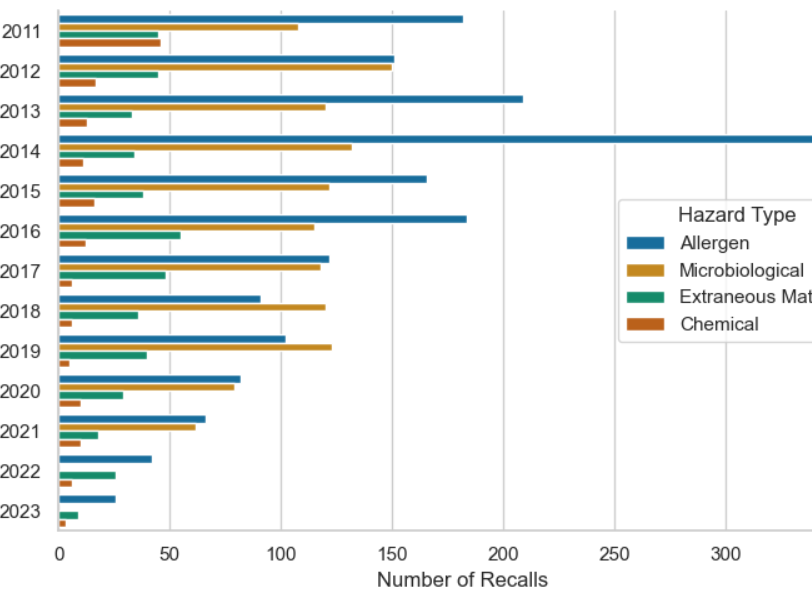 2011
2012
2013
2014
2015
2016
2017
2018
2019
2020
2021
2022
2023
Hazard Type
Allergen
Microbiological
Extraneous Mat
Chemical
0 50 100 150 200 250 300
Number of Recalls